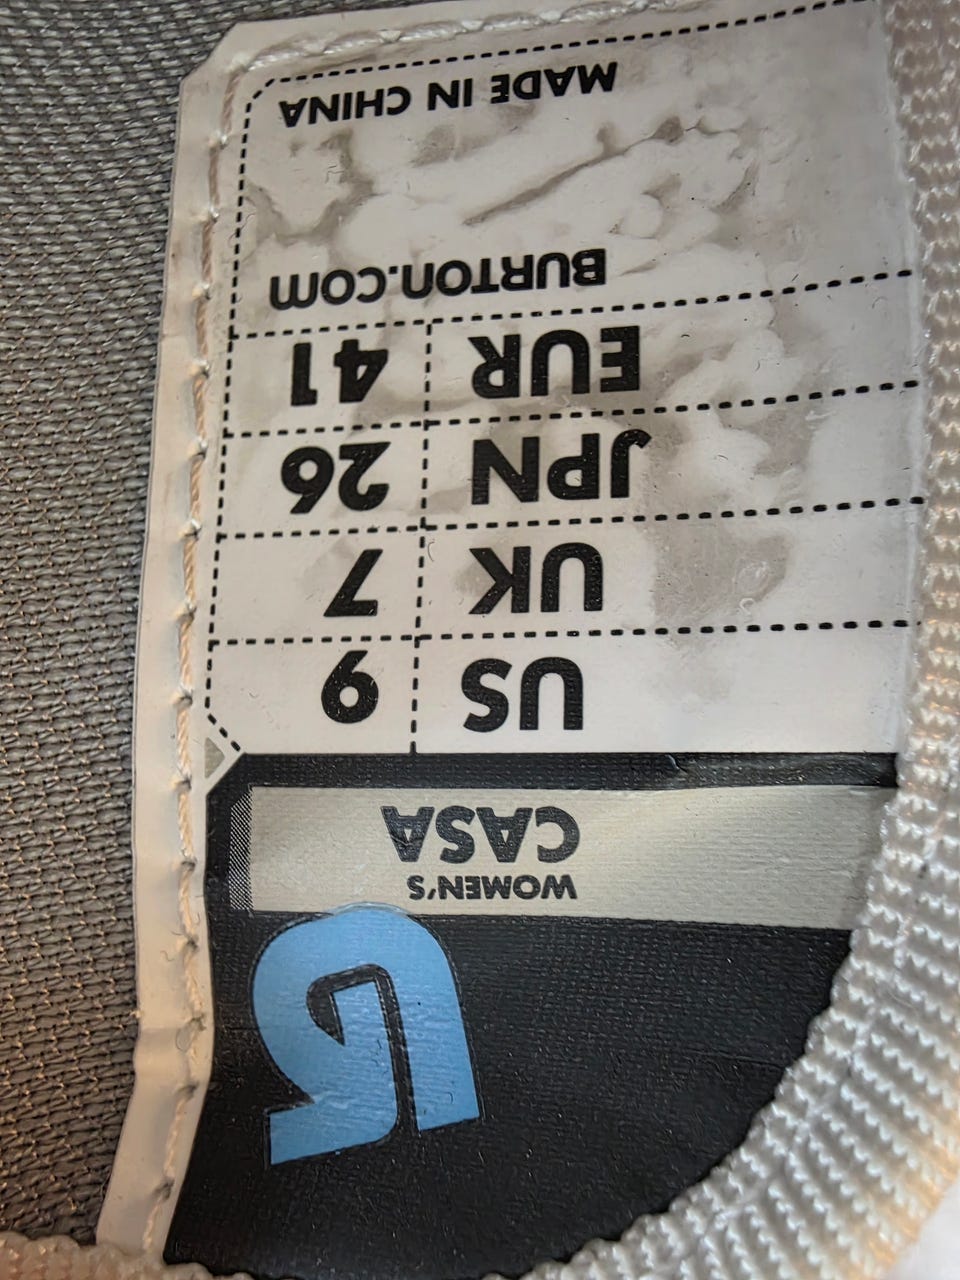 WOMEN'S
CASA
US 9
UK 7
JPN 26
EUR 41
BURTON.COM
MADE IN CHINA